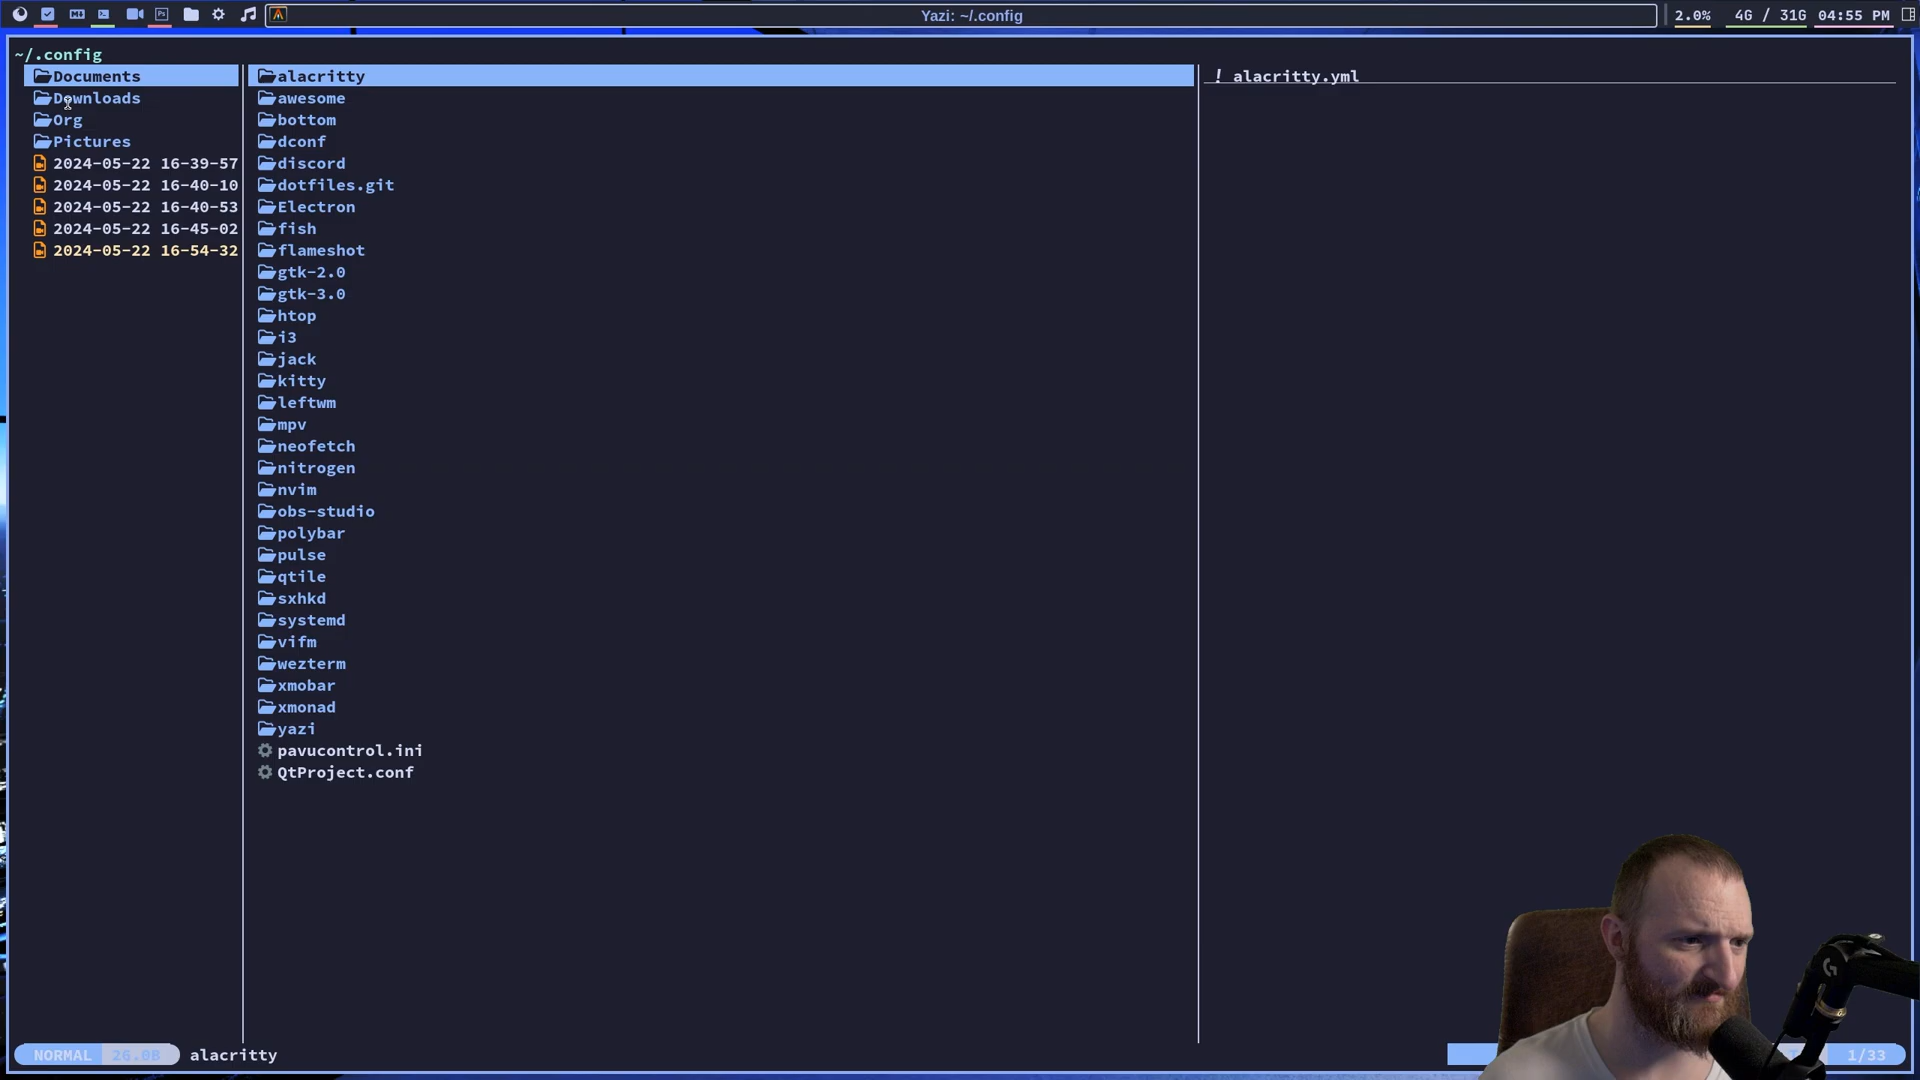 Yazi: ~/.config
2.0% 4G / 31G 04:55 PM
~/.config
Documents
Downloads
Org
Pictures
2024-05-22 16-39-57
2024-05-22 16-40-10
2024-05-22 16-40-53
2024-05-22 16-45-02
2024-05-22 16-54-32
alacritty
awesome
bottom
dconf
discord
dotfiles.git
Electron
fish
flameshot
gtk-2.0
gtk-3.0
htop
i3
jack
kitty
leftwm
mpv
neofetch
nitrogen
nvim
obs-studio
polybar
pulse
qtile
sxhkd
systemd
vifm
wezterm
xmobar
xmonad
yazi
pavucontrol.ini
QtProject.conf
! alacritty.yml
NORMAL 26.0B alacritty
1/33